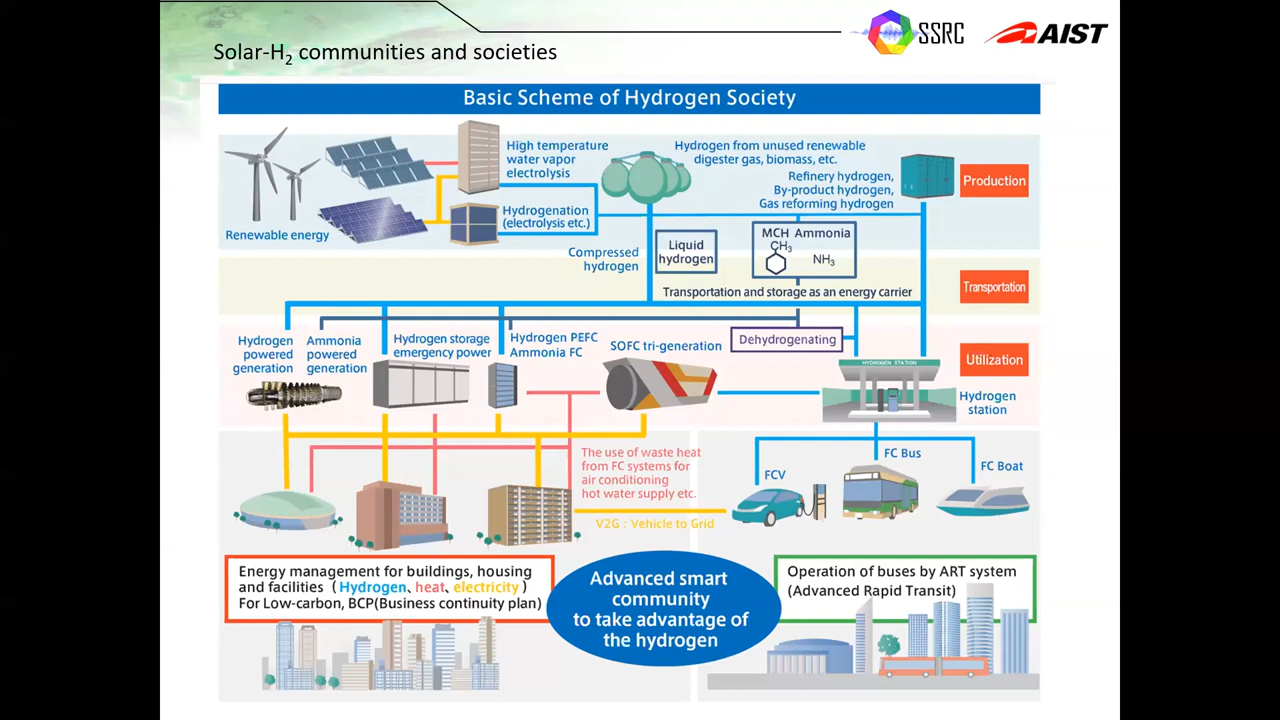 Solar-H₂ communities and societies
SSRC
AIST
Basic Scheme of Hydrogen Society
High temperature
water vapor
electrolysis
Hydrogenation
(electrolysis etc.)
Renewable energy
Hydrogen from unused renewable
digester gas, biomass, etc.
Refinery hydrogen,
By-product hydrogen,
Gas reforming hydrogen
Production
Compressed
hydrogen
Liquid
hydrogen
MCH Ammonia
CH₃
NH₃
Transportation and storage as an energy carrier
Transportation
Hydrogen
powered
generation
Ammonia
powered
generation
Hydrogen storage
emergency power
Hydrogen PEFC
Ammonia FC
SOFC tri-generation
Dehydrogenating
Utilization
HYDROGEN STATION
Hydrogen
station
The use of waste heat
from FC systems for
air conditioning
hot water supply etc.
V2G : Vehicle to Grid
FCV
FC Bus
FC Boat
Energy management for buildings, housing
and facilities (Hydrogen、heat、electricity)
For Low-carbon, BCP(Business continuity plan)
Advanced smart
community
to take advantage of
the hydrogen
Operation of buses by ART system
(Advanced Rapid Transit)